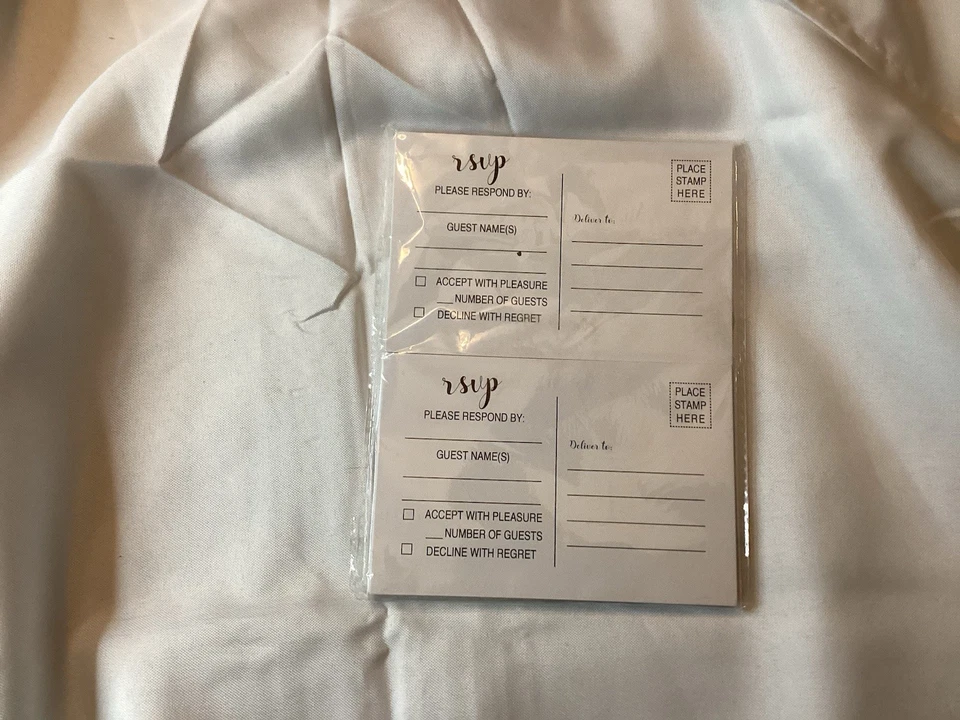 rsvp
PLEASE RESPOND BY:
GUEST NAME(S)
ACCEPT WITH PLEASURE
___NUMBER OF GUESTS
DECLINE WITH REGRET
Deliver to:
PLACE
STAMP
HERE
rsvp
PLEASE RESPOND BY:
GUEST NAME(S)
ACCEPT WITH PLEASURE
___NUMBER OF GUESTS
DECLINE WITH REGRET
Deliver to:
PLACE
STAMP
HERE